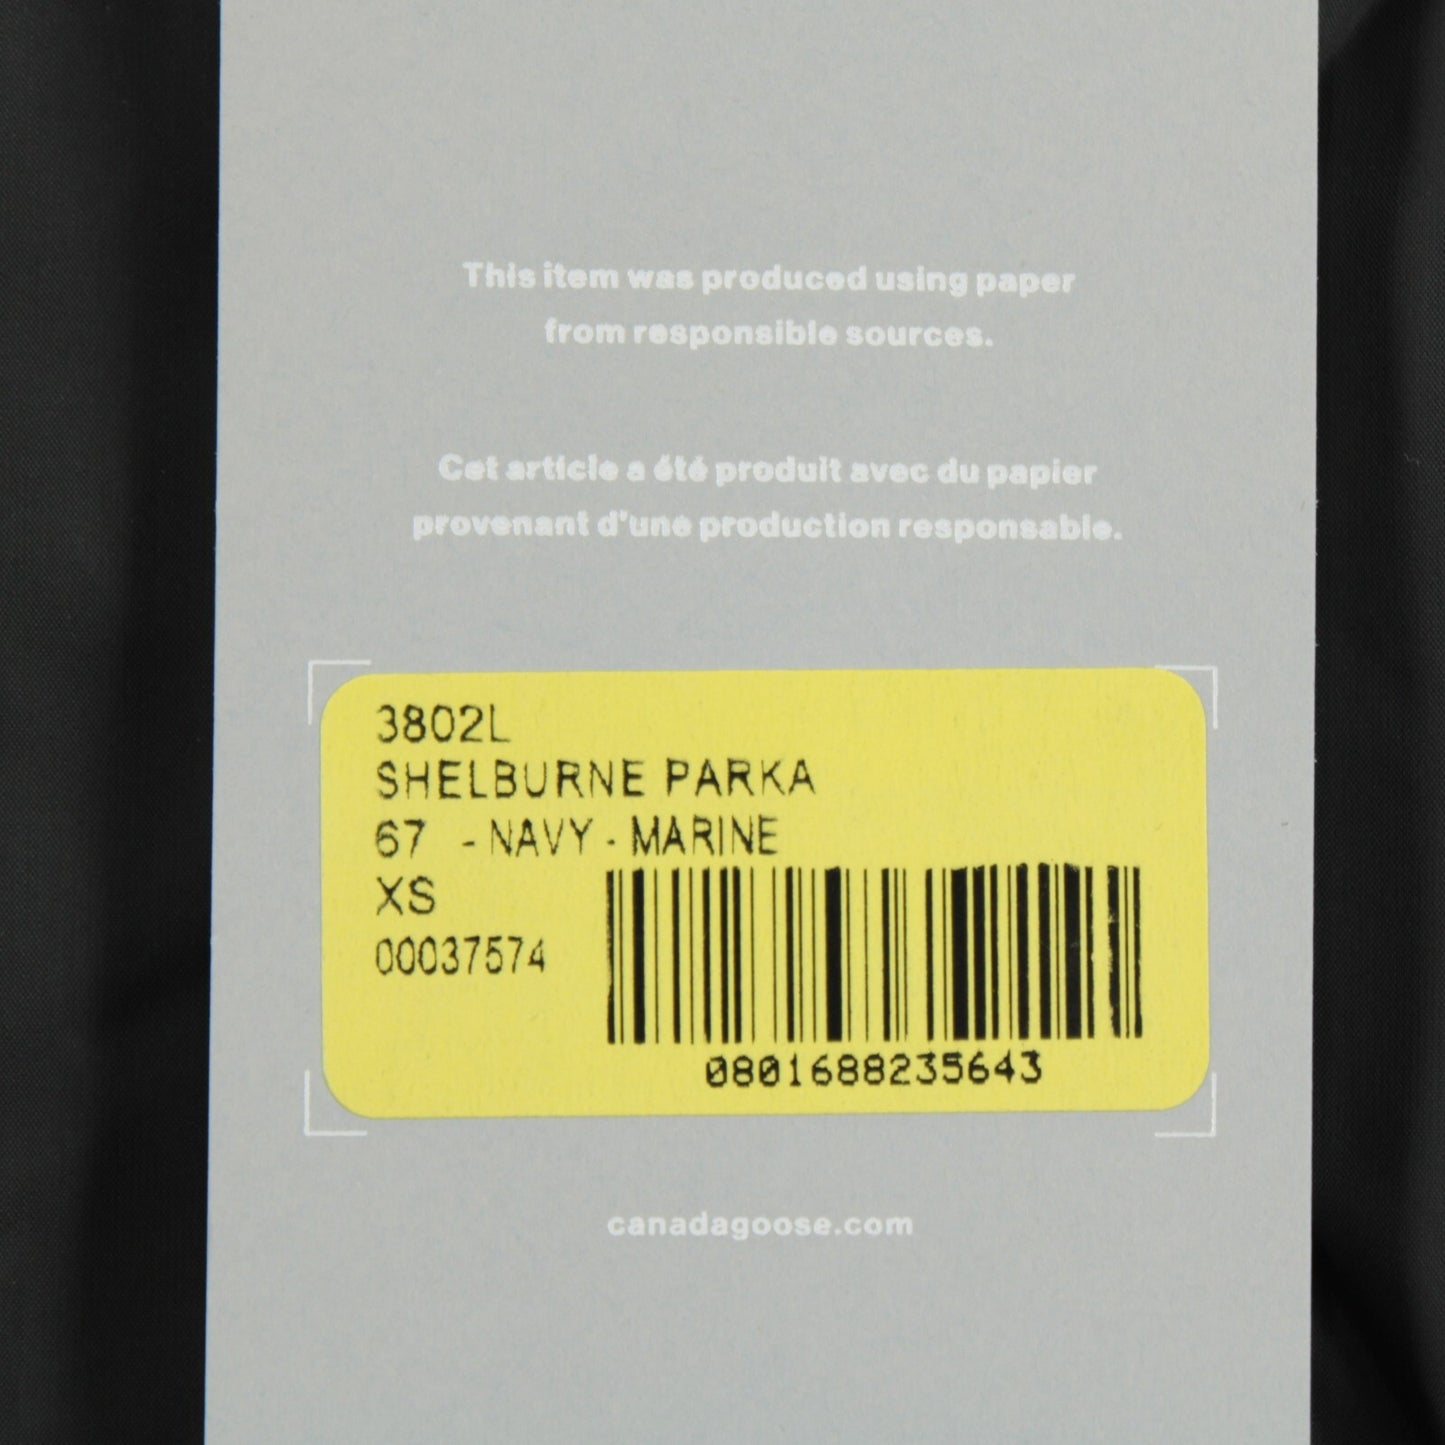 This item was produced using paper
from responsible sources.
Cet article a été produit avec du papier
provenant d'une production responsable.
3802L
SHELBURNE PARKA
67 - NAVY - MARINE
XS
00037574
0801688235643
canadagoose.com